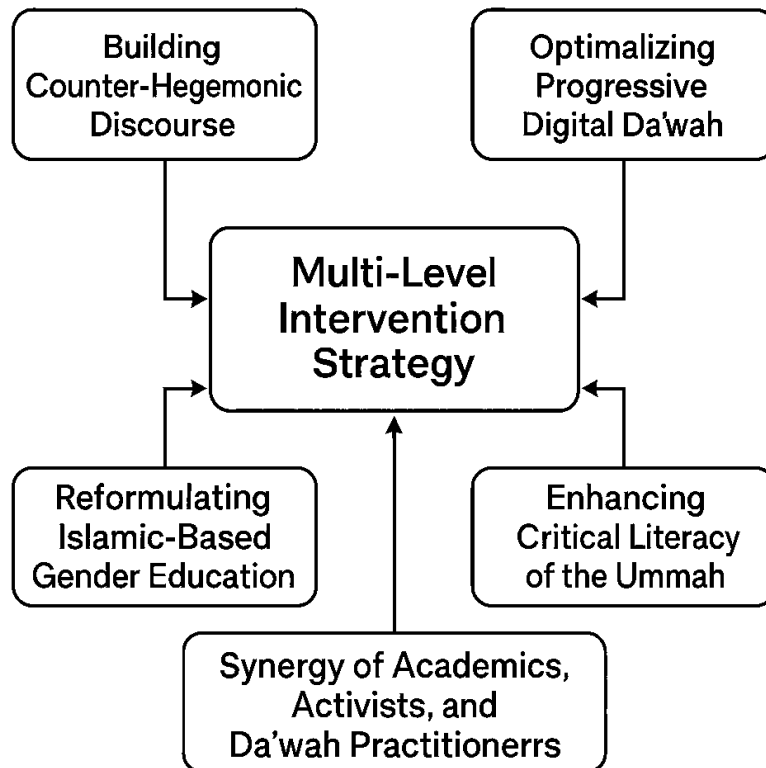 Building
Counter-Hegemonic
Discourse
Optimalizing
Progressive
Digital Da'wah
Multi-Level
Intervention
Strategy
Reformulating
Islamic-Based
Gender Education
Enhancing
Critical Literacy
of the Ummah
Synergy of Academics,
Activists, and
Da'wah Practitionerrs